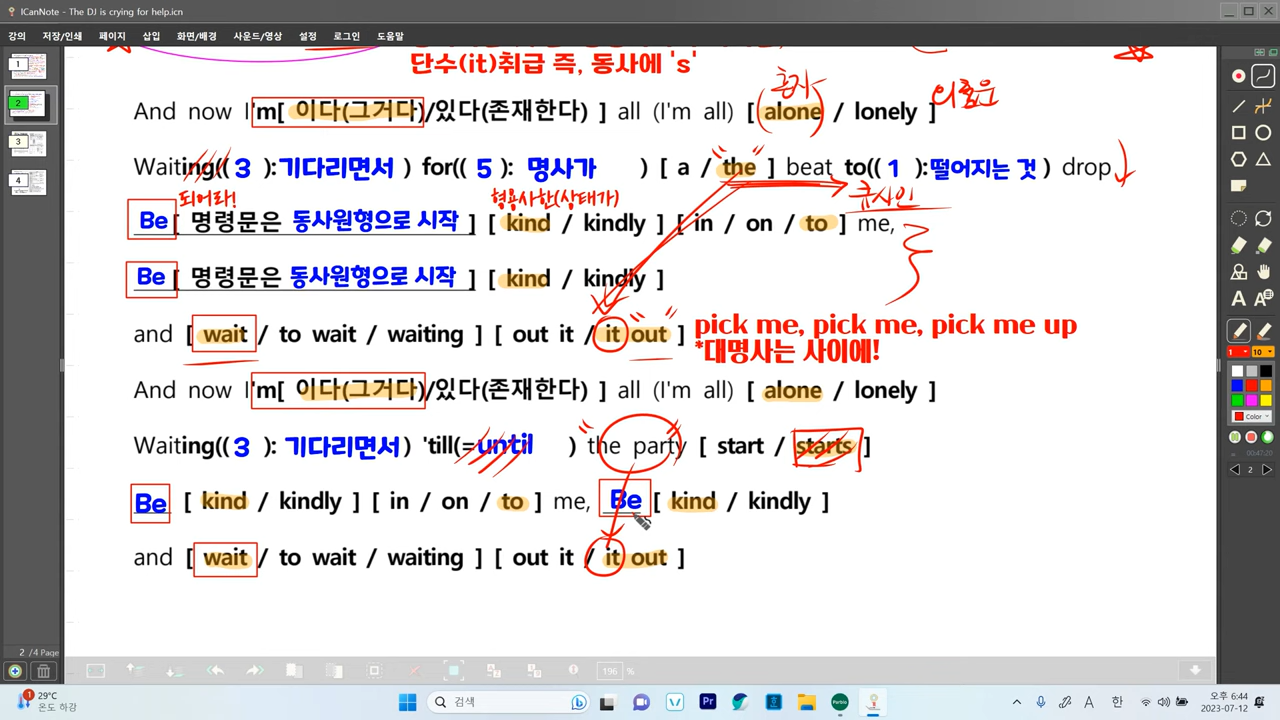 ICanNote - The DJ is crying for help.icn
강의 저장/인쇄 페이지 삽입 화면/배경 사운드/영상 설정 로그인 도움말
단수(it)취급 즉, 동사에 's'
혼자
외로운
And now I'm[ 이다(그거다)/있다(존재한다) ] all (I'm all) [ alone / lonely ]
Waiting(( 3 ):기다리면서 ) for(( 5 ): 명사가 ) [ a / "the" ] beat to(( 1 ):떨어지는 것 ) drop
되어라! 형용사한(상태가)
Be [ 명령문은 동사원형으로 시작 ] [ kind / kindly ] [ in / on / to ] me,
Be [ 명령문은 동사원형으로 시작 ] [ kind / kindly ]
and [ wait / to wait / waiting ] [ out it / it "out" ] pick me, pick me, pick me up
*대명사는 사이에!
And now I'm[ 이다(그거다)/있다(존재한다) ] all (I'm all) [ alone / lonely ]
Waiting(( 3 ): 기다리면서 ) 'till(=until ) "the party" [ start / starts ]
Be [ kind / kindly ] [ in / on / to ] me, Be [ kind / kindly ]
and [ wait / to wait / waiting ] [ out it / it out ]
1
2
3
4
2 /4 Page
196 %
1 10
Color
00:47:20
2
29°C
온도 하강
검색
오후 6:44
2023-07-12